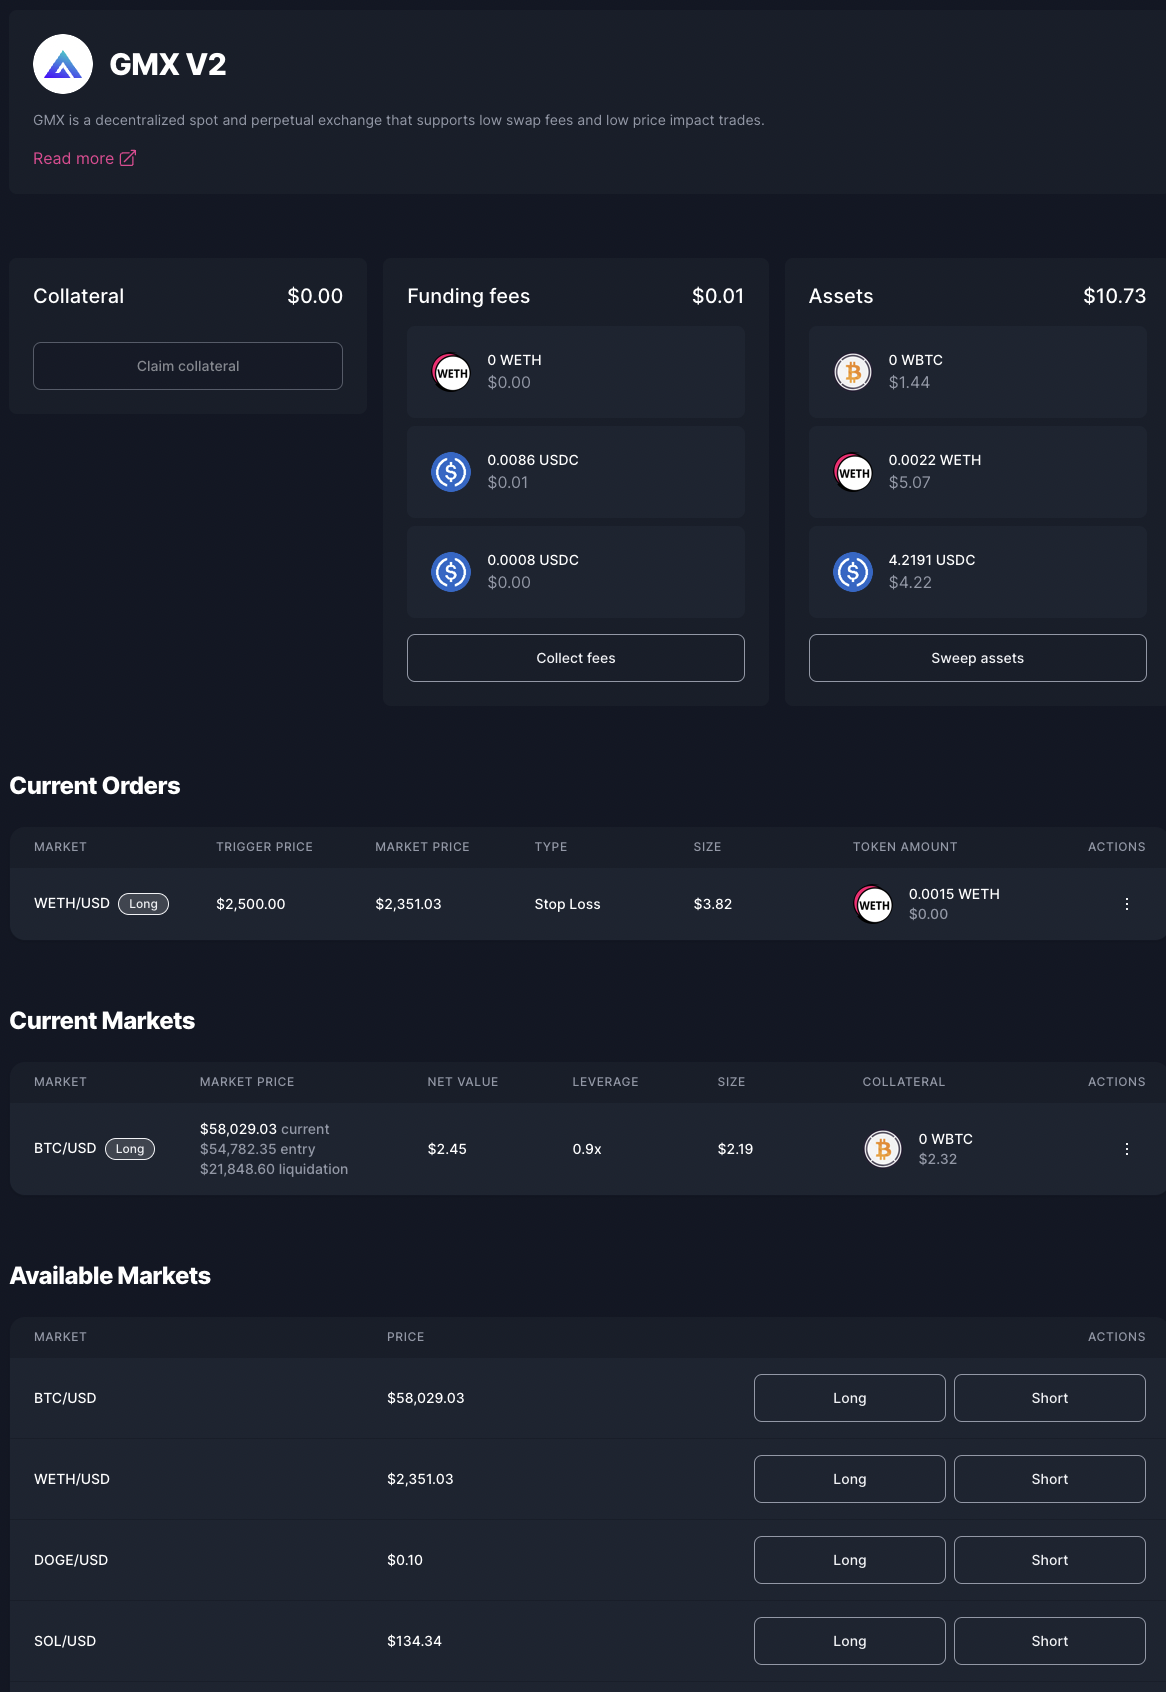 GMX V2
GMX is a decentralized spot and perpetual exchange that supports low swap fees and low price impact trades.
Read more
Collateral $0.00
Claim collateral
Funding fees $0.01
WETH
0 WETH
$0.00
0.0086 USDC
$0.01
0.0008 USDC
$0.00
Collect fees
Assets $10.73
0 WBTC
$1.44
WETH
0.0022 WETH
$5.07
4.2191 USDC
$4.22
Sweep assets
Current Orders
MARKET TRIGGER PRICE MARKET PRICE TYPE SIZE TOKEN AMOUNT ACTIONS
WETH/USD Long $2,500.00 $2,351.03 Stop Loss $3.82 WETH 0.0015 WETH
$0.00
Current Markets
MARKET MARKET PRICE NET VALUE LEVERAGE SIZE COLLATERAL ACTIONS
BTC/USD Long
$58,029.03 current
$54,782.35 entry
$21,848.60 liquidation
$2.45 0.9x $2.19
0 WBTC
$2.32
Available Markets
MARKET PRICE ACTIONS
BTC/USD $58,029.03 Long Short
WETH/USD $2,351.03 Long Short
DOGE/USD $0.10 Long Short
SOL/USD $134.34 Long Short